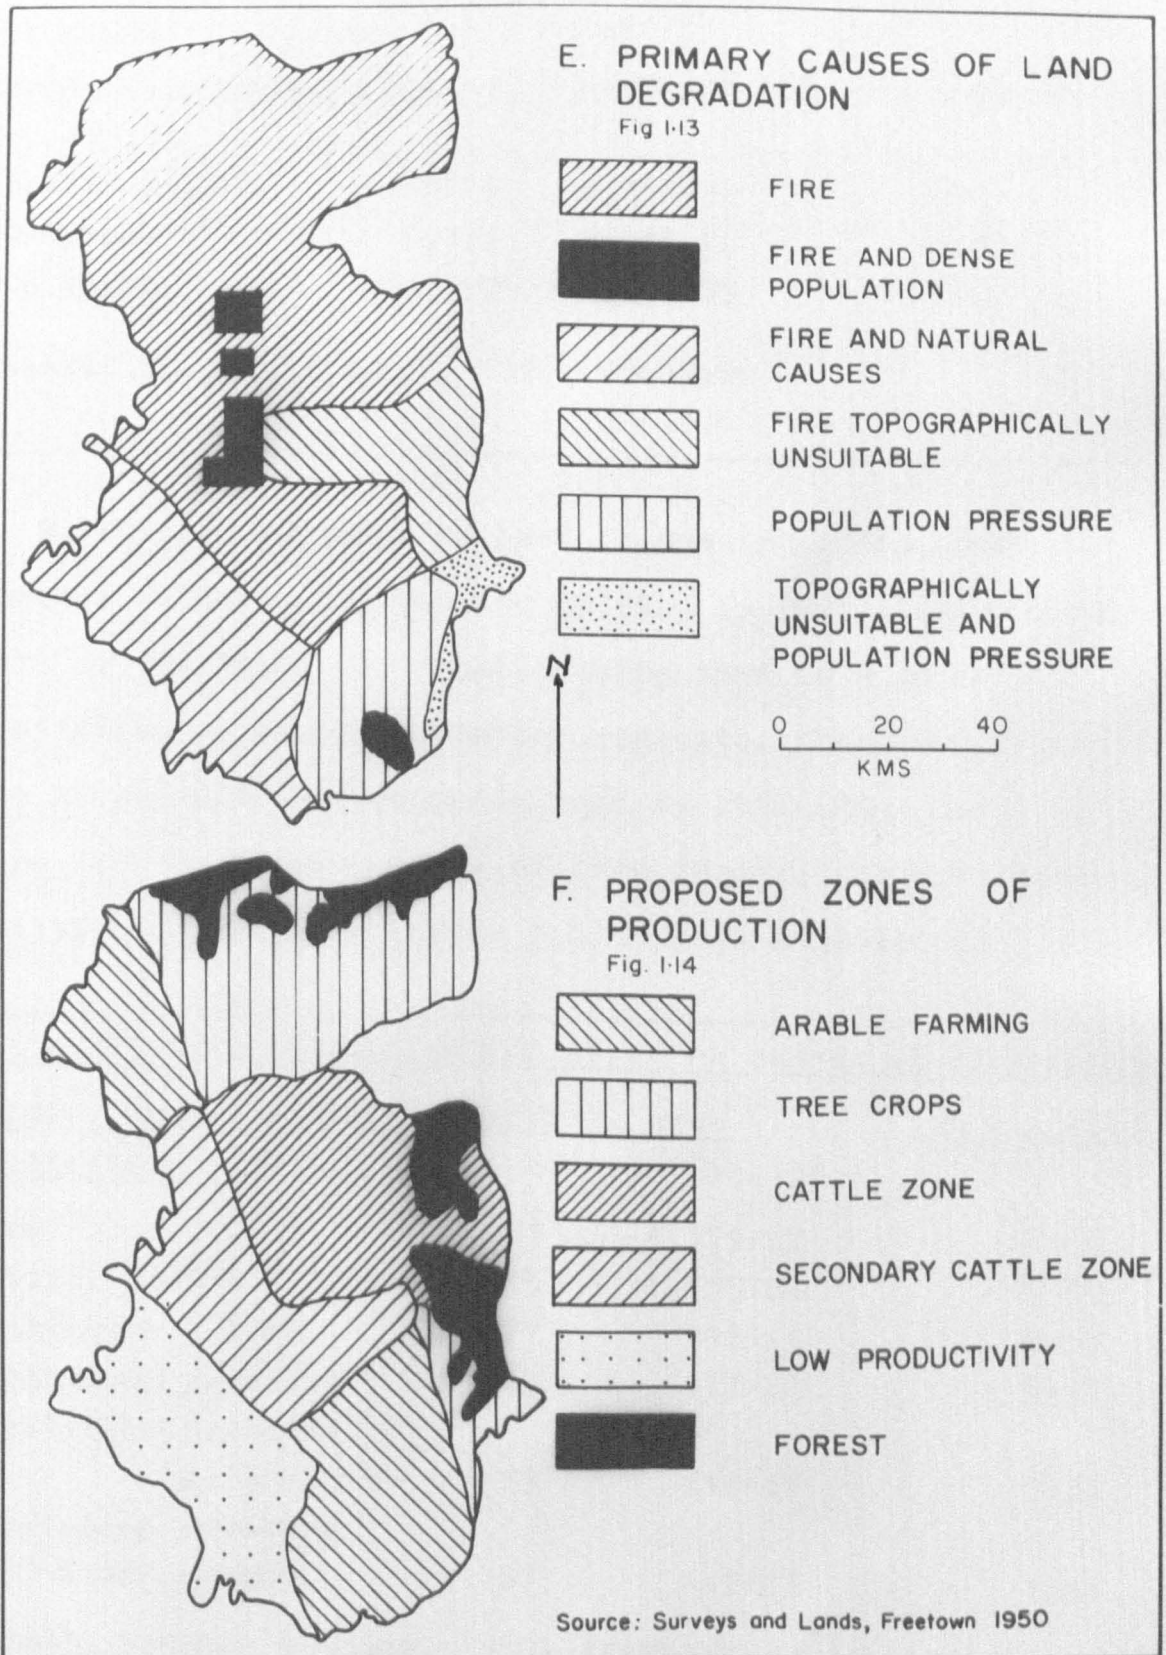 E. PRIMARY CAUSES OF LAND
DEGRADATION
Fig 1·13
FIRE
FIRE AND DENSE
POPULATION
FIRE AND NATURAL
CAUSES
FIRE TOPOGRAPHICALLY
UNSUITABLE
POPULATION PRESSURE
TOPOGRAPHICALLY
UNSUITABLE AND
POPULATION PRESSURE
N
0 20 40
KMS
F. PROPOSED ZONES OF
PRODUCTION
Fig. 1·14
ARABLE FARMING
TREE CROPS
CATTLE ZONE
SECONDARY CATTLE ZONE
LOW PRODUCTIVITY
FOREST
Source: Surveys and Lands, Freetown 1950